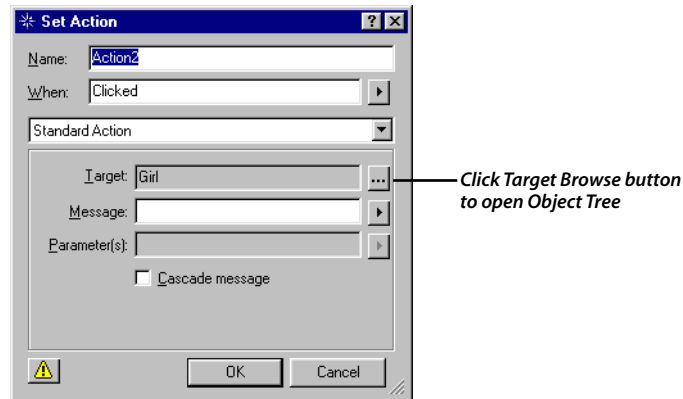 Set Action
Name: Action2
When: Clicked
Standard Action
Target: Girl ...
Click Target Browse button
to open Object Tree
Message:
Parameter(s):
Cascade message
OK Cancel